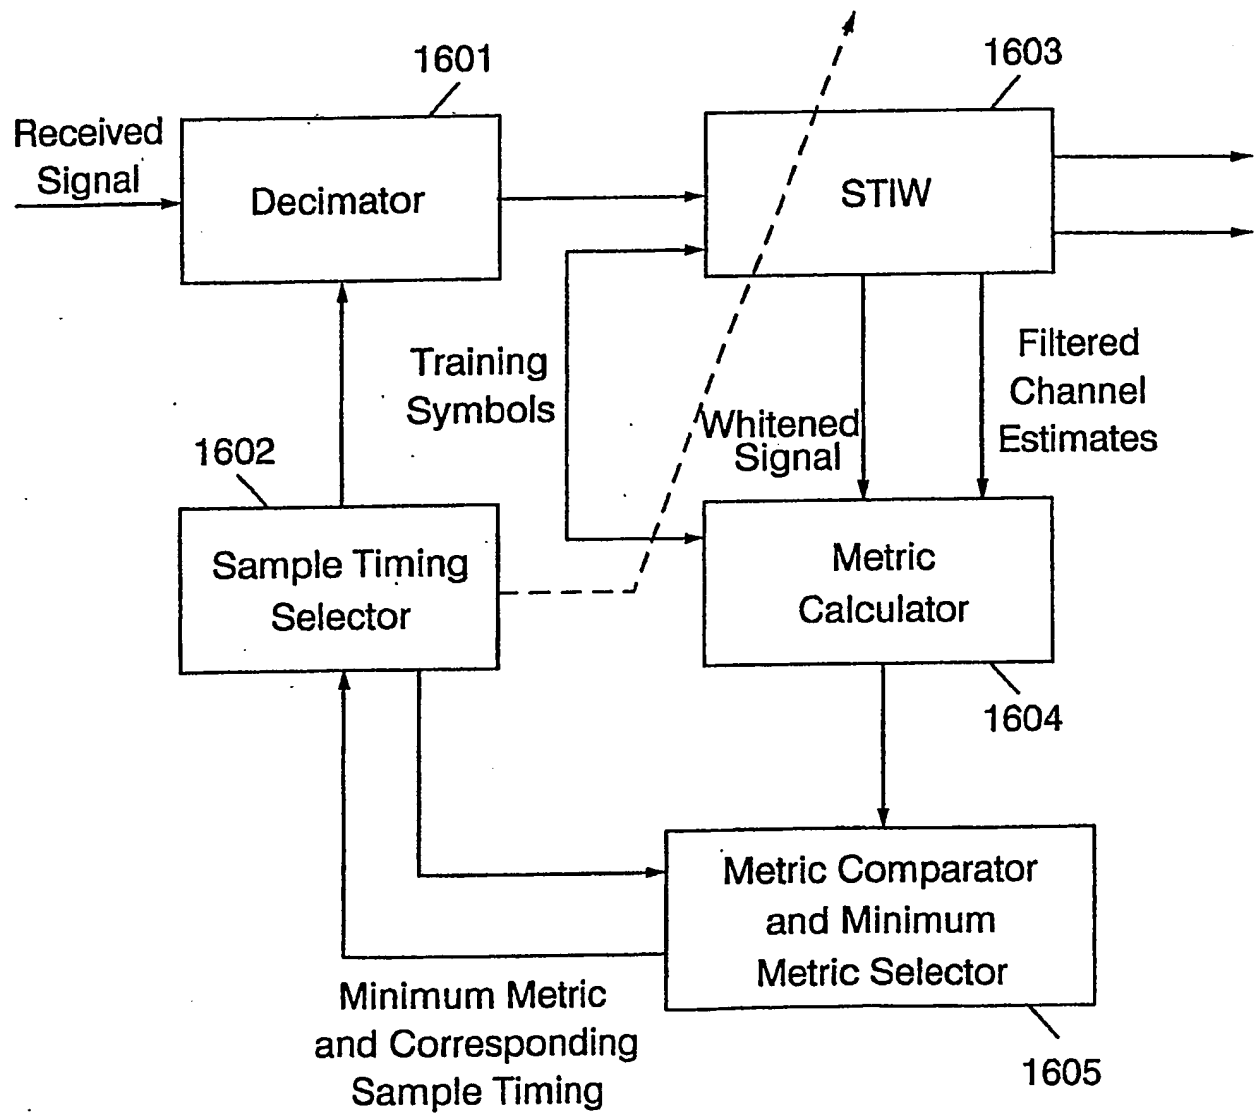 1601
1603
Received
Signal
Decimator
STIW
Training
Symbols
Filtered
Channel
Estimates
Whitened
Signal
1602
Sample Timing
Selector
Metric
Calculator
1604
Metric Comparator
and Minimum
Metric Selector
Minimum Metric
and Corresponding
Sample Timing
1605